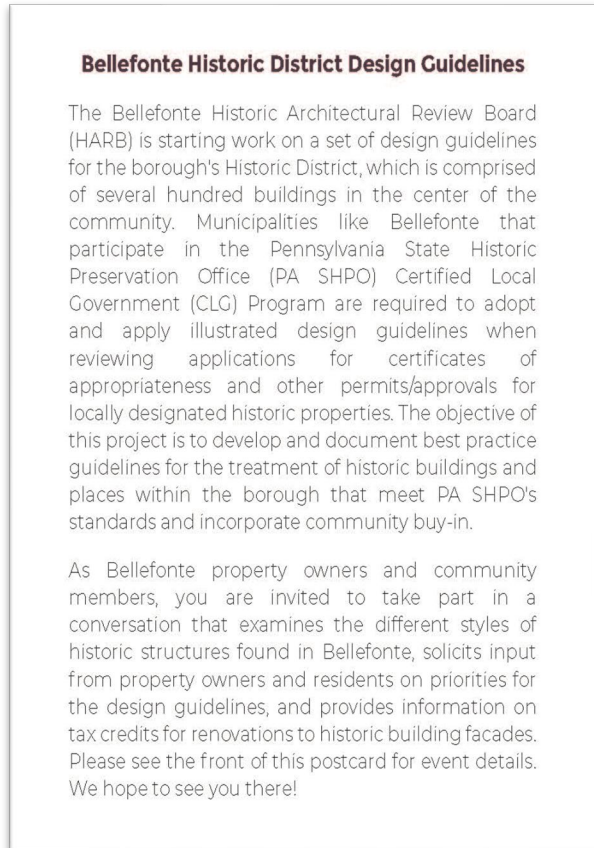 Bellefonte Historic District Design Guidelines
The Bellefonte Historic Architectural Review Board
(HARB) is starting work on a set of design guidelines
for the borough's Historic District, which is comprised
of several hundred buildings in the center of the
community. Municipalities like Bellefonte that
participate in the Pennsylvania State Historic
Preservation Office (PA SHPO) Certified Local
Government (CLG) Program are required to adopt
and apply illustrated design guidelines when
reviewing applications for certificates of
appropriateness and other permits/approvals for
locally designated historic properties. The objective of
this project is to develop and document best practice
guidelines for the treatment of historic buildings and
places within the borough that meet PA SHPO's
standards and incorporate community buy-in.
As Bellefonte property owners and community
members, you are invited to take part in a
conversation that examines the different styles of
historic structures found in Bellefonte, solicits input
from property owners and residents on priorities for
the design guidelines, and provides information on
tax credits for renovations to historic building facades.
Please see the front of this postcard for event details.
We hope to see you there!